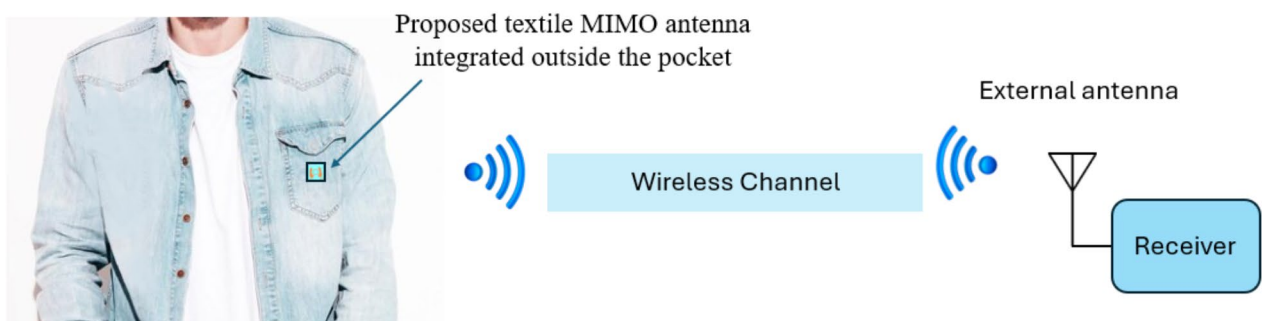 Proposed textile MIMO antenna
integrated outside the pocket
External antenna
Wireless Channel
Receiver